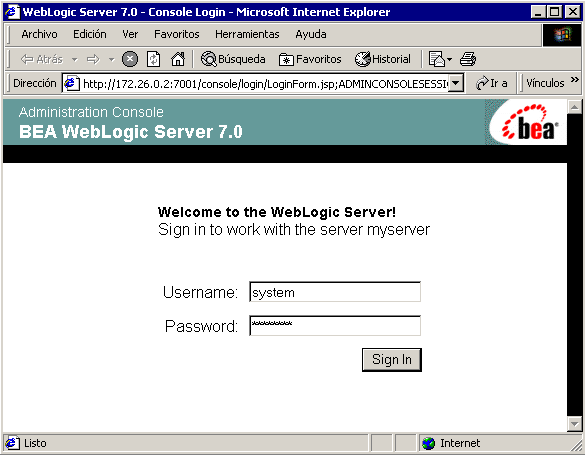 WebLogic Server 7.0 - Console Login - Microsoft Internet Explorer
Archivo Edición Ver Favoritos Herramientas Ayuda
Atrás Búsqueda Favoritos Historial
Dirección http://172.26.0.2:7001/console/login/LoginForm.jsp;ADMINCONSOLESESSI Ir a Vínculos »
Administration Console
BEA WebLogic Server 7.0
bea
Welcome to the WebLogic Server!
Sign in to work with the server myserver
Username: system
Password: *********
Sign In
Listo Internet